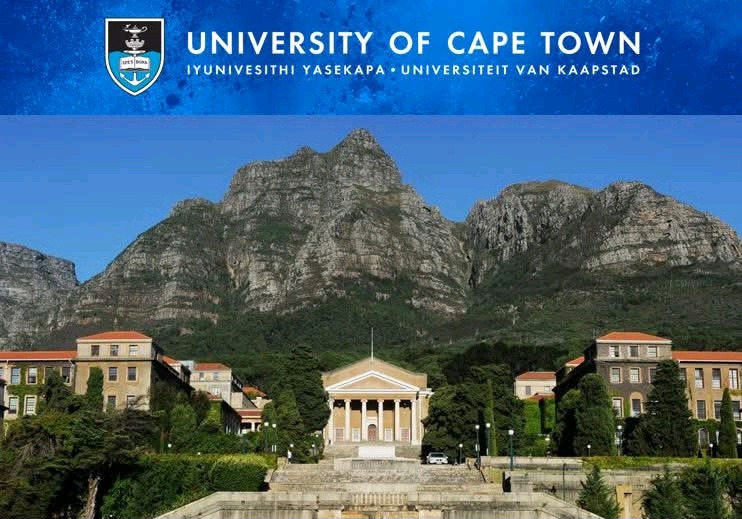 UNIVERSITY OF CAPE TOWN
IYUNIVESITHI YASEKAPA • UNIVERSITEIT VAN KAAPSTAD
SPES BONA